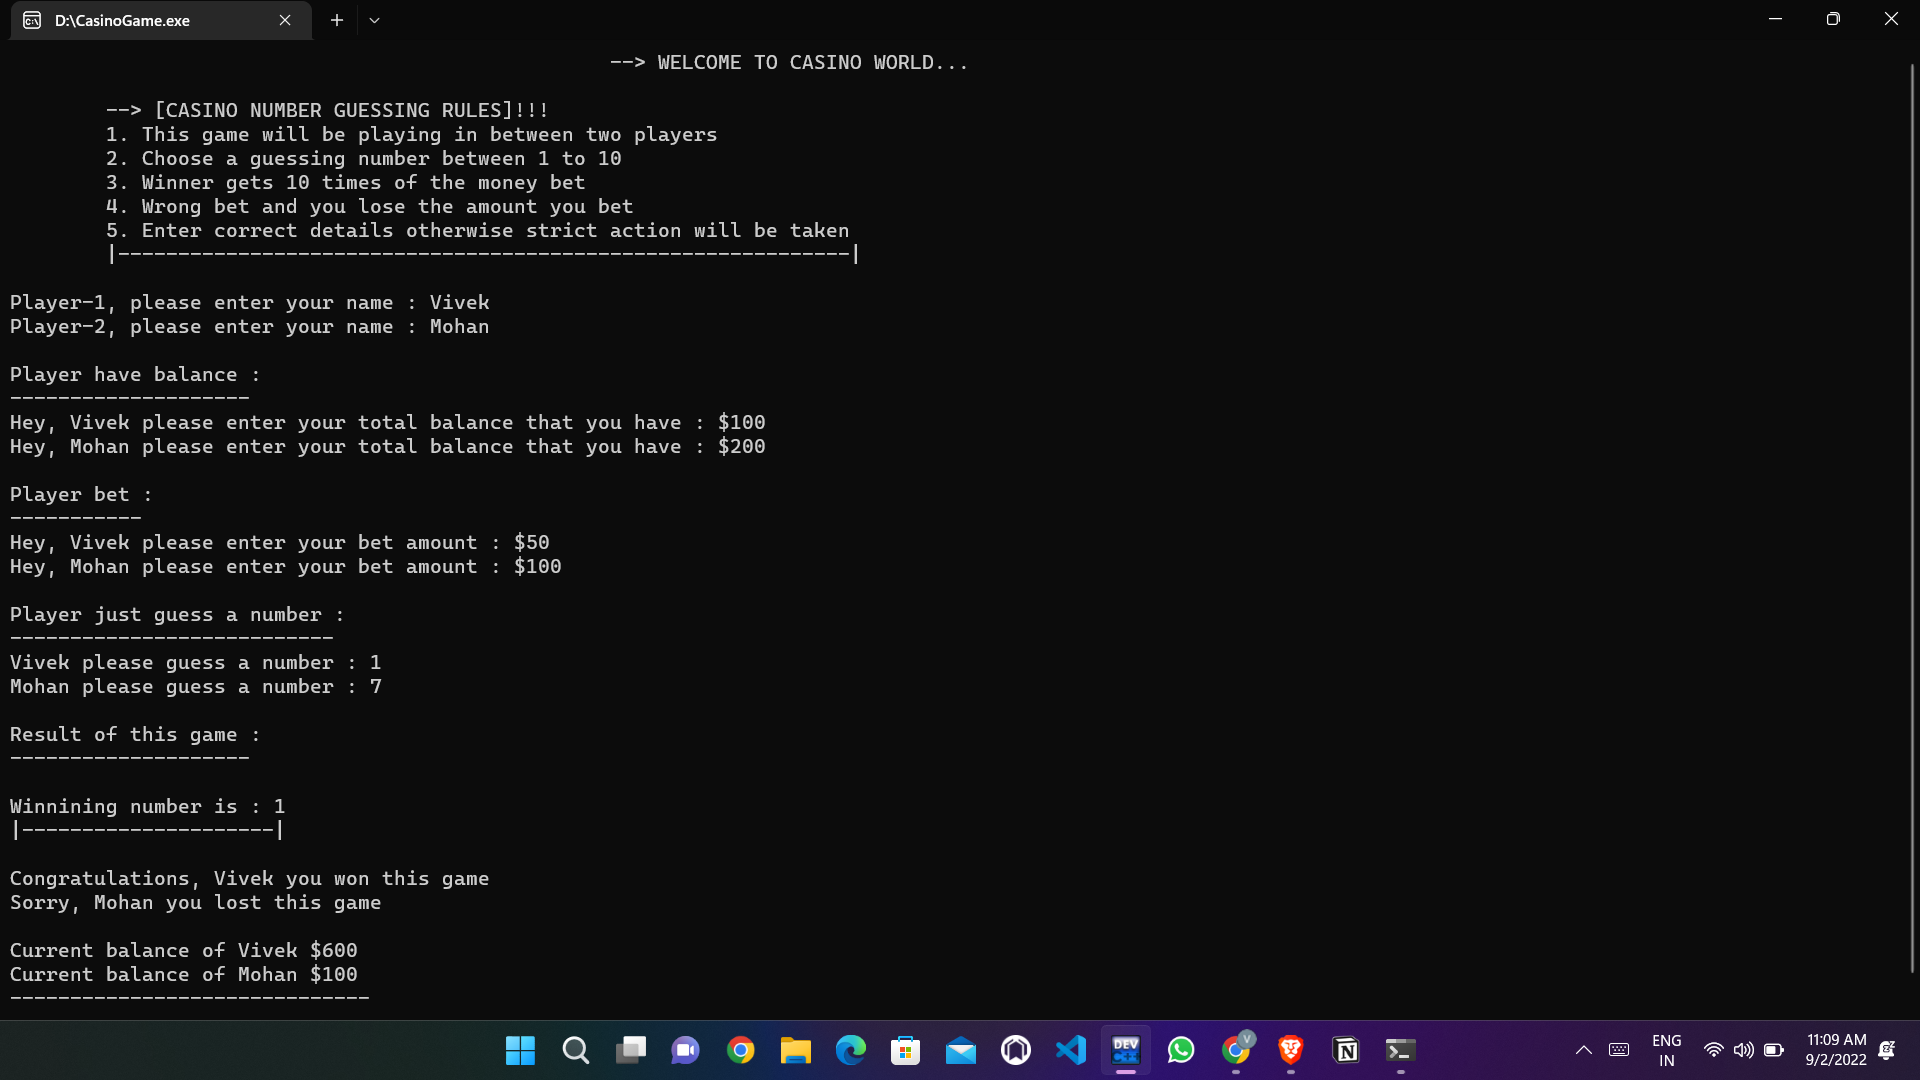 D:\CasinoGame.exe
--> WELCOME TO CASINO WORLD...
--> [CASINO NUMBER GUESSING RULES]!!!
1. This game will be playing in between two players
2. Choose a guessing number between 1 to 10
3. Winner gets 10 times of the money bet
4. Wrong bet and you lose the amount you bet
5. Enter correct details otherwise strict action will be taken
|-------------------------------------------------------------|
Player-1, please enter your name : Vivek
Player-2, please enter your name : Mohan
Player have balance :
--------------------
Hey, Vivek please enter your total balance that you have : $100
Hey, Mohan please enter your total balance that you have : $200
Player bet :
-----------
Hey, Vivek please enter your bet amount : $50
Hey, Mohan please enter your bet amount : $100
Player just guess a number :
---------------------------
Vivek please guess a number : 1
Mohan please guess a number : 7
Result of this game :
--------------------
Winnining number is : 1
|---------------------|
Congratulations, Vivek you won this game
Sorry, Mohan you lost this game
Current balance of Vivek $600
Current balance of Mohan $100
------------------------------
DEV
V
ENG
IN
11:09 AM
9/2/2022